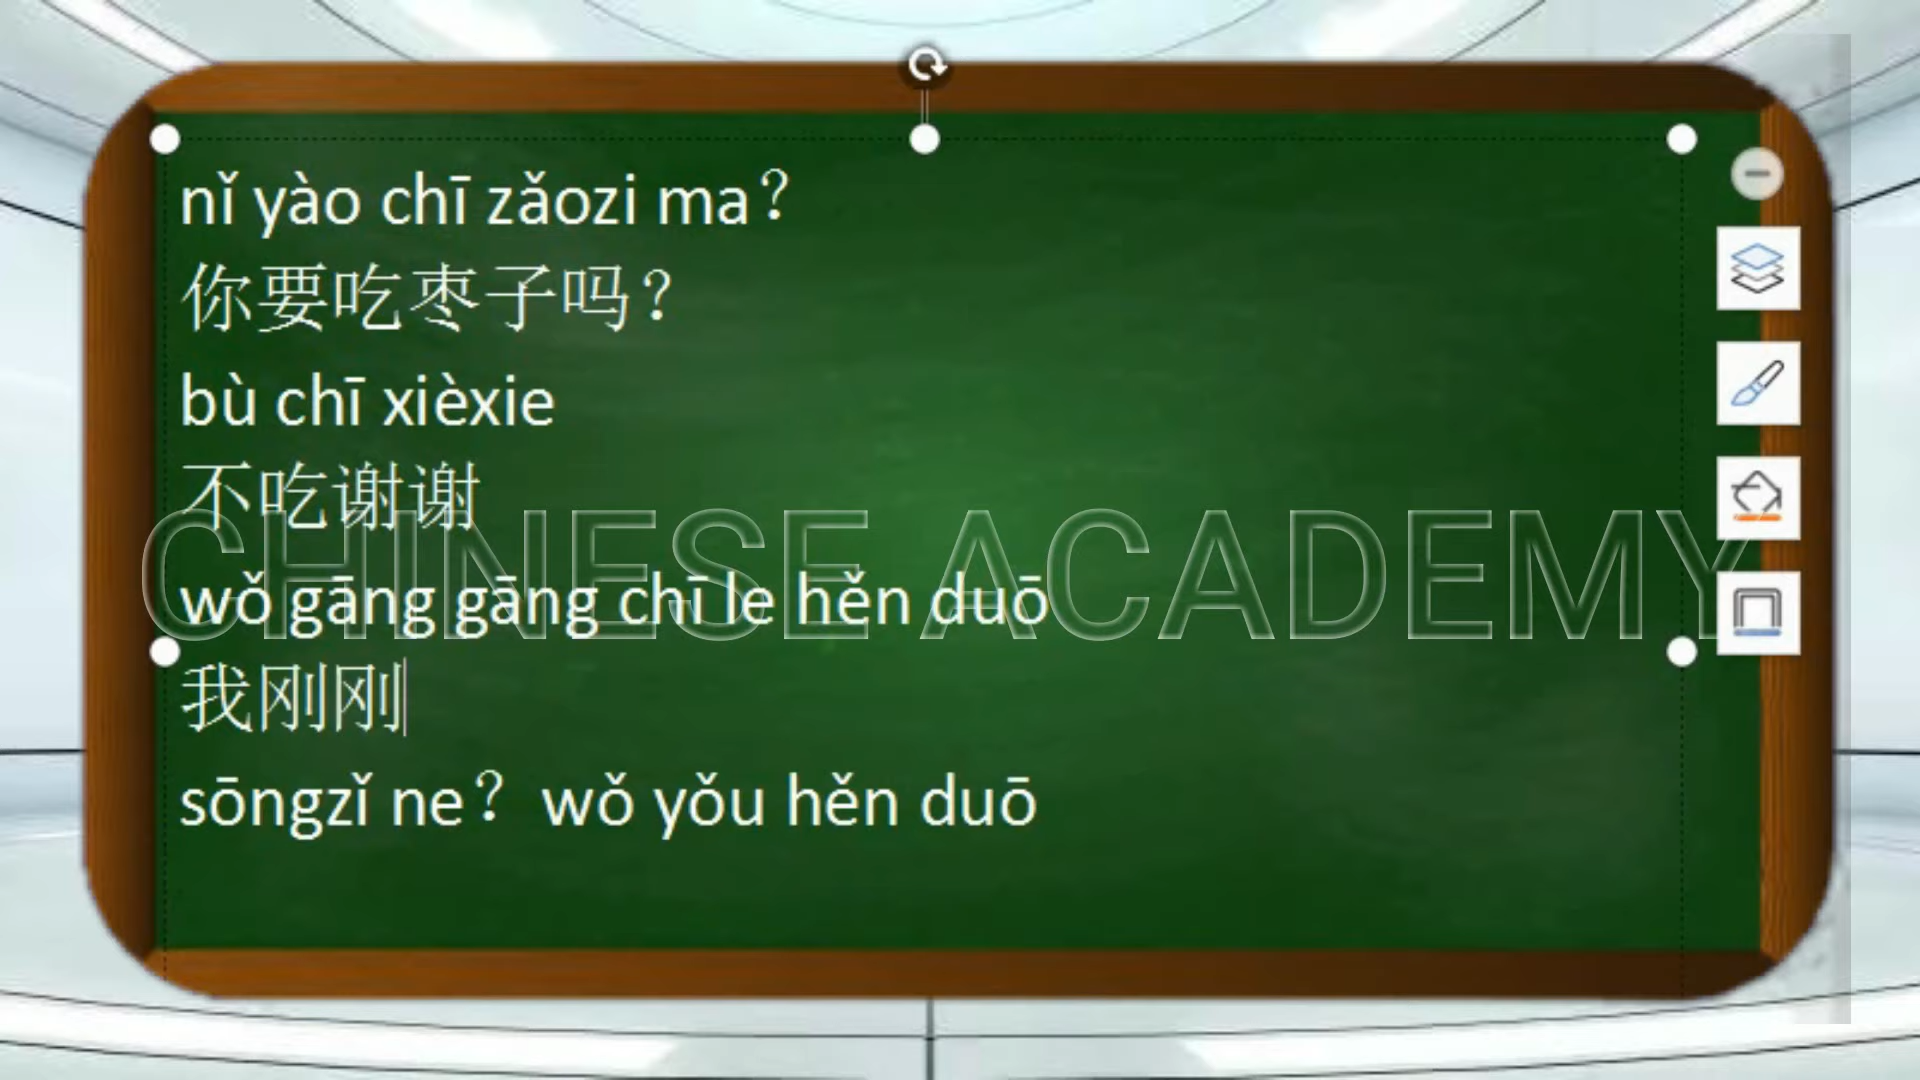 nǐ yào chī zǎozi ma？
你要吃枣子吗？
bù chī xièxie
不吃谢谢
CHINESE ACADEMY
wǒ gāng gāng chī le hěn duō
我刚刚
sōngzǐ ne？ wǒ yǒu hěn duō